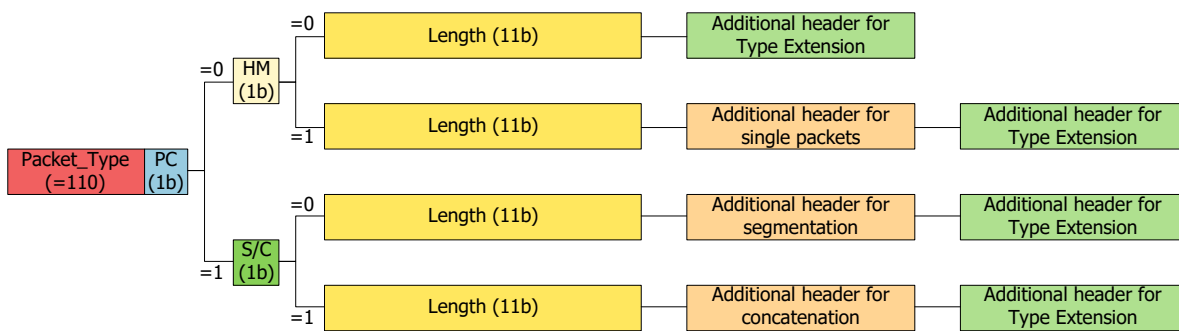 =0
Length (11b)
Additional header for
Type Extension
=0
HM
(1b)
=1
Length (11b)
Additional header for
single packets
Additional header for
Type Extension
Packet_Type
(=110)
PC
(1b)
=0
Length (11b)
Additional header for
segmentation
Additional header for
Type Extension
=1
S/C
(1b)
=1
Length (11b)
Additional header for
concatenation
Additional header for
Type Extension